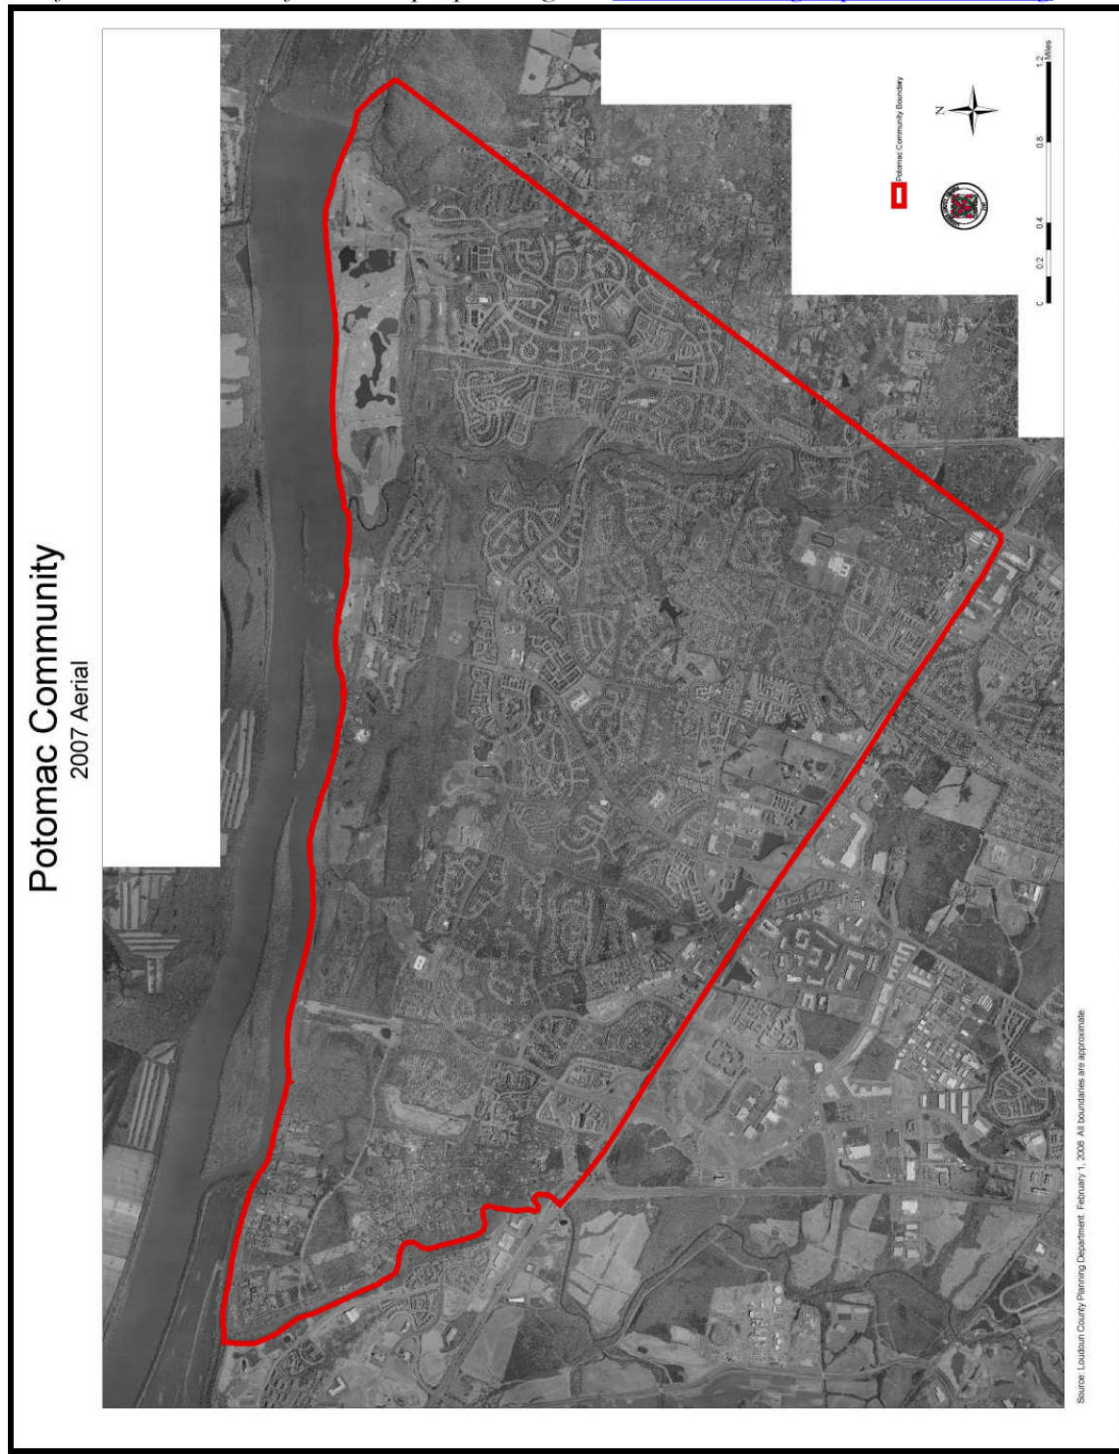 Potomac Community
2007 Aerial
Potomac Community Boundary
N
0 0.2 0.4 0.8 1.2
Miles
Source: Loudoun County Planning Department. February 1, 2008 All boundaries are approximate.